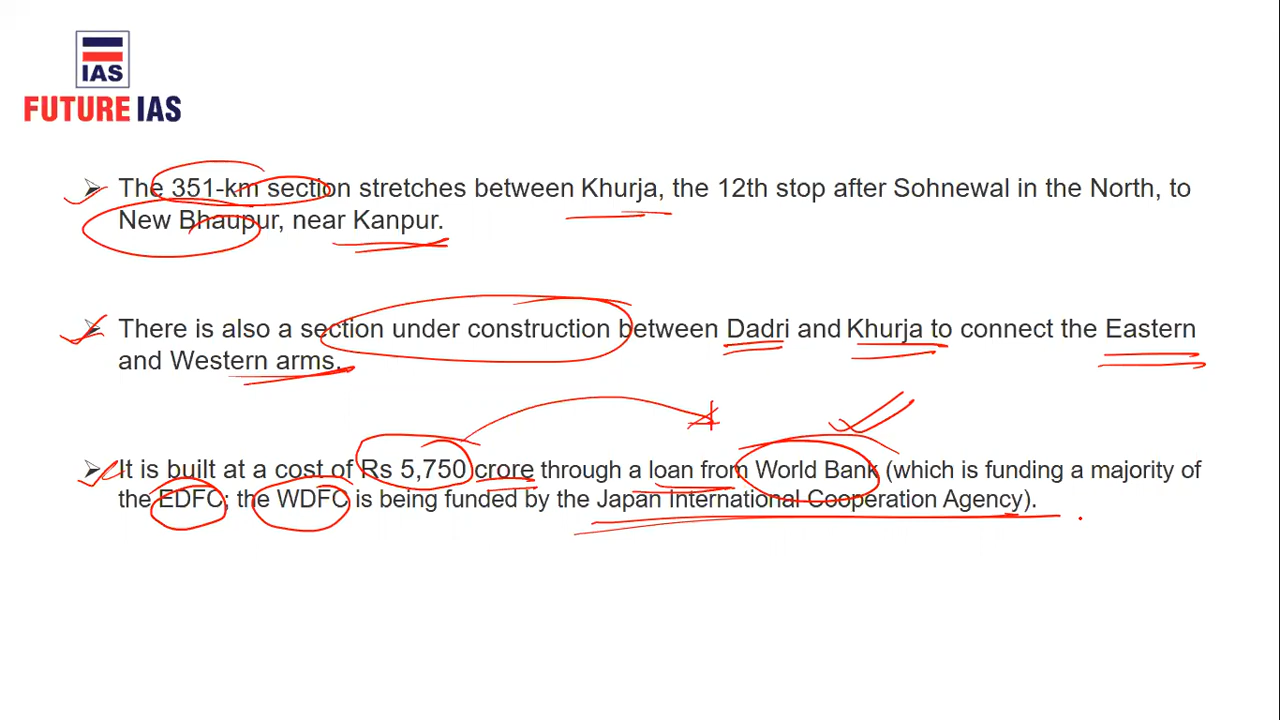 IAS
FUTURE IAS
The 351-km section stretches between Khurja, the 12th stop after Sohnewal in the North, to
New Bhaupur, near Kanpur.
There is also a section under construction between Dadri and Khurja to connect the Eastern
and Western arms.
It is built at a cost of Rs 5,750 crore through a loan from World Bank (which is funding a majority of
the EDFC; the WDFC is being funded by the Japan International Cooperation Agency).